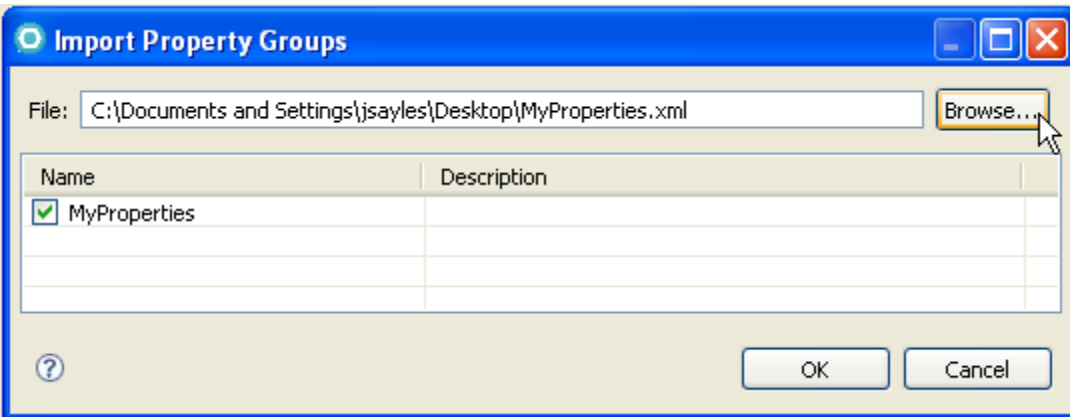 Import Property Groups
File: C:\Documents and Settings\jsayles\Desktop\MyProperties.xml Browse...
Name Description
MyProperties
? OK Cancel